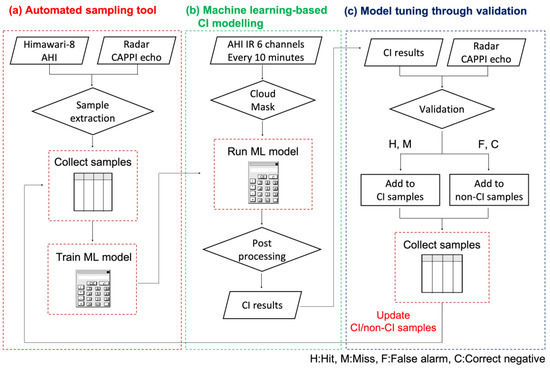 (a) Automated sampling tool
Himawari-8
AHI
Radar
CAPPI echo
Sample
extraction
Collect samples
Train ML model
(b) Machine learning-based
CI modelling
AHI IR 6 channels
Every 10 minutes
Cloud
Mask
Run ML model
Post
processing
CI results
(c) Model tuning through validation
CI results
Radar
CAPPI echo
Validation
H, M
F, C
Add to
CI samples
Add to
non-CI samples
Collect samples
Update
CI/non-CI samples
H:Hit, M:Miss, F:False alarm, C:Correct negative